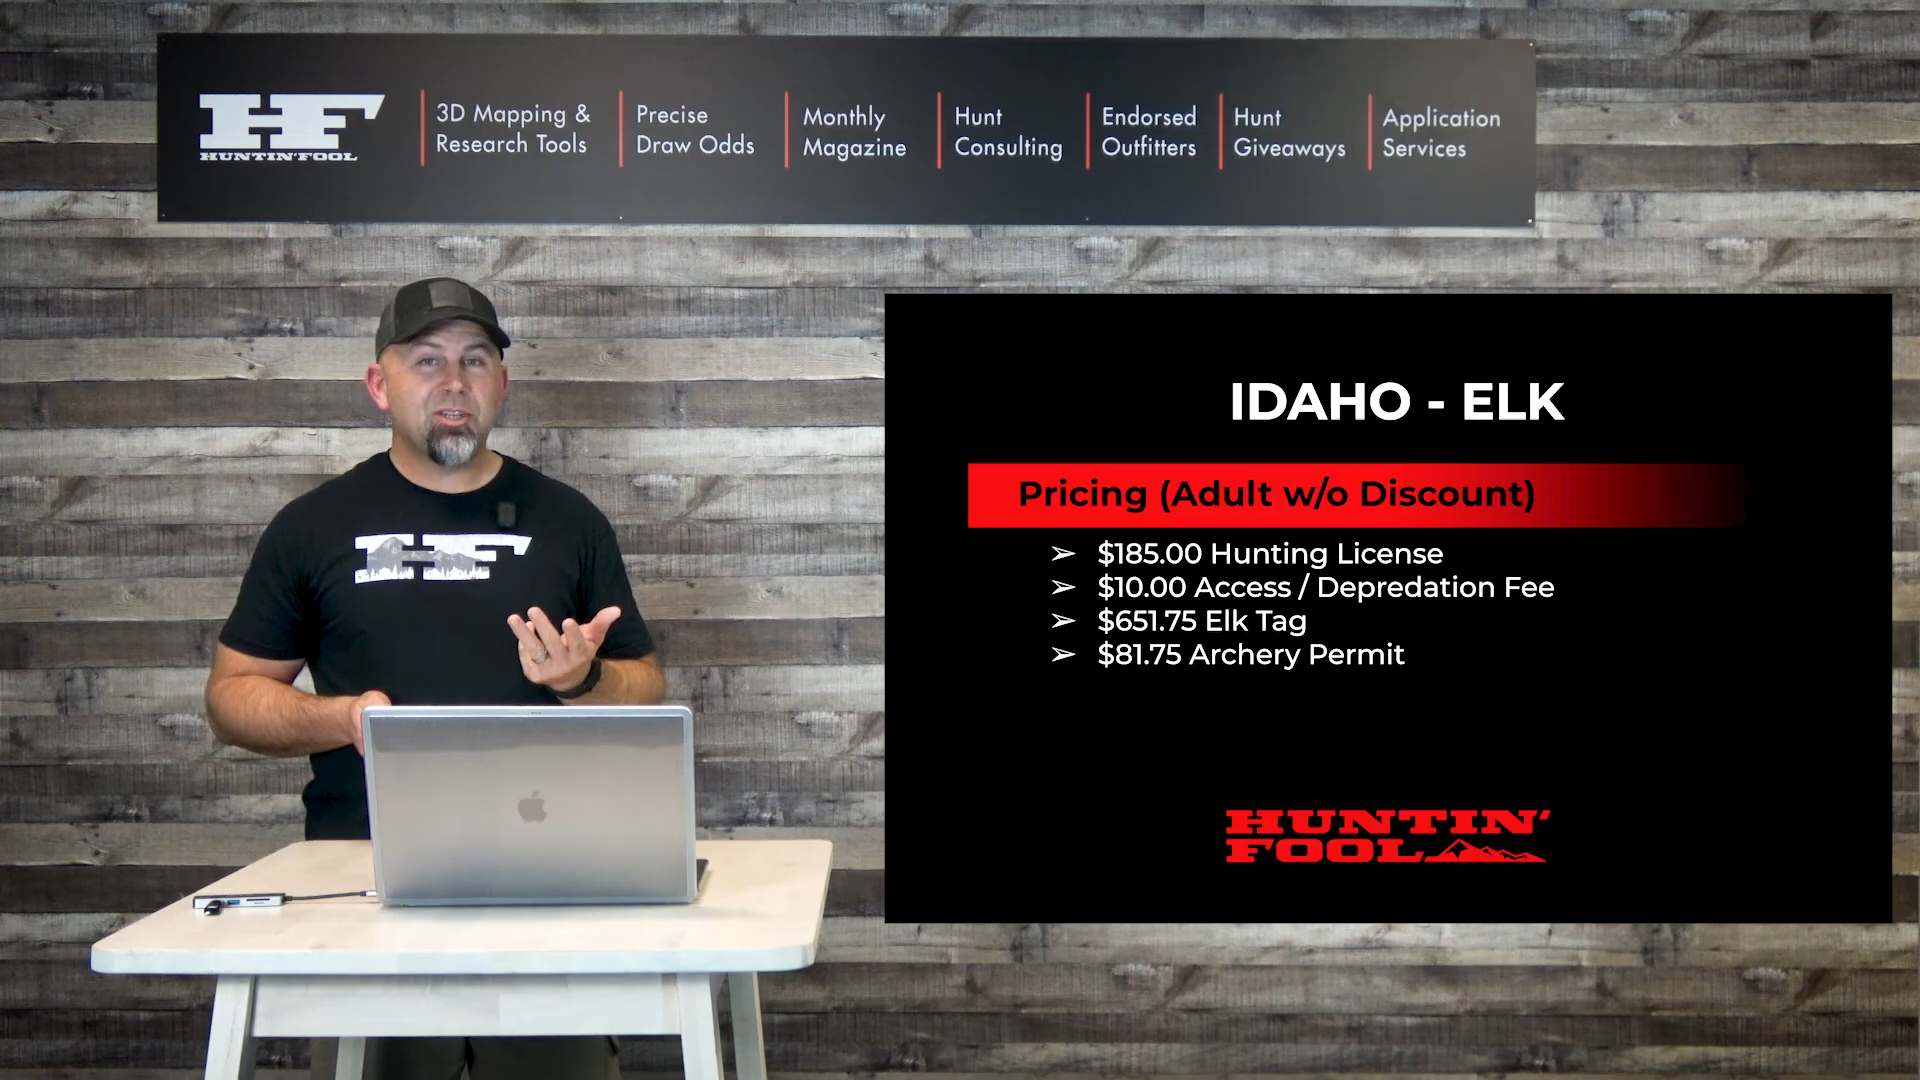 HF
HUNTIN'FOOL
3D Mapping &
Research Tools
Precise
Draw Odds
Monthly
Magazine
Hunt
Consulting
Endorsed
Outfitters
Hunt
Giveaways
Application
Services
HF
IDAHO - ELK
Pricing (Adult w/o Discount)
➢ $185.00 Hunting License
➢ $10.00 Access / Depredation Fee
➢ $651.75 Elk Tag
➢ $81.75 Archery Permit
HUNTIN'
FOOL